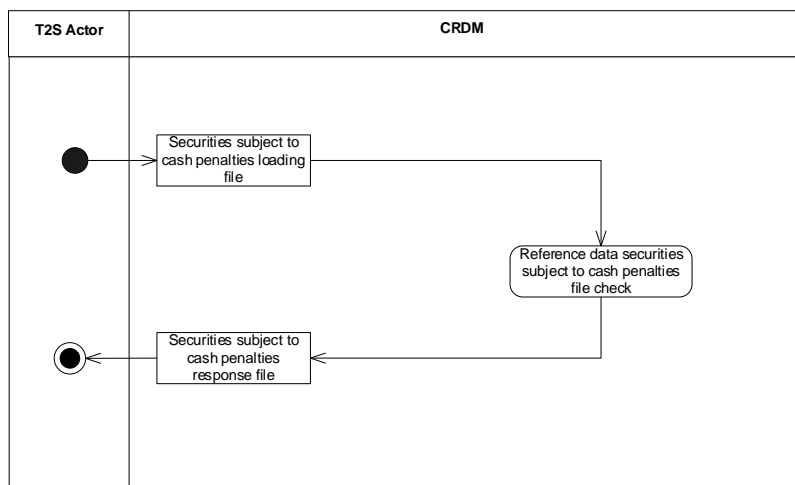 T2S Actor
CRDM
Securities subject to
cash penalties loading
file
Reference data securities
subject to cash penalties
file check
Securities subject to
cash penalties
response file